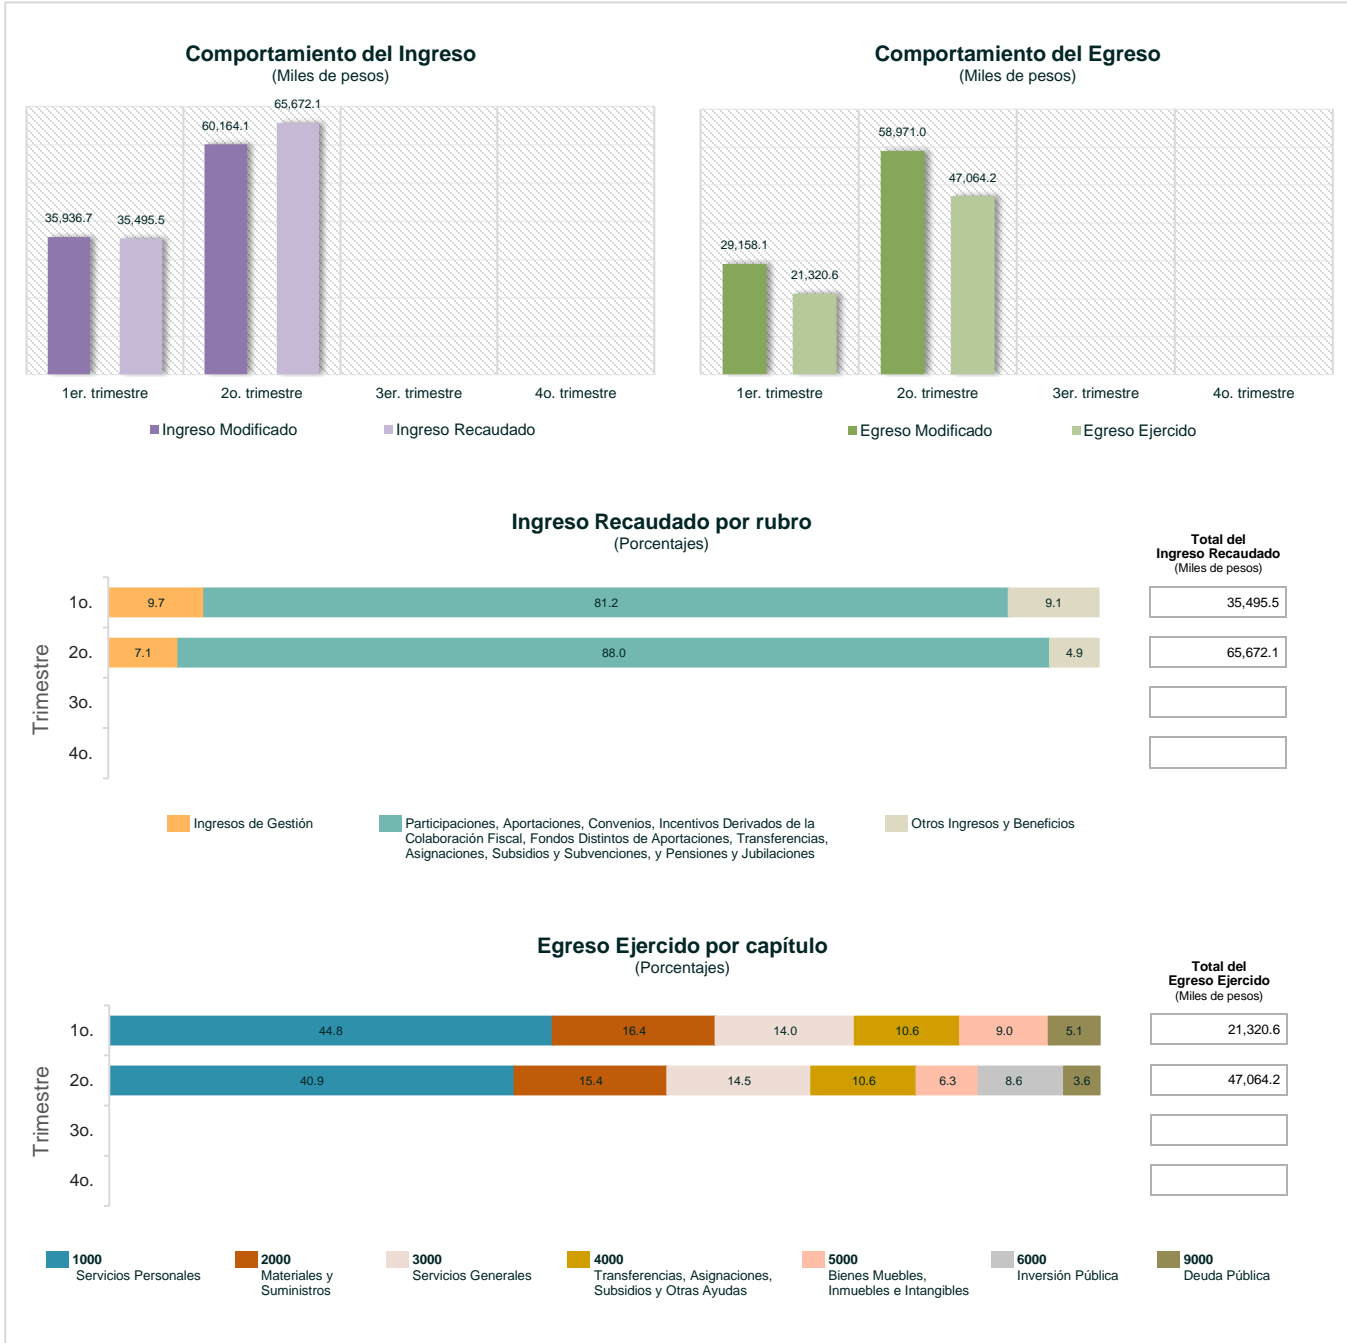 Comportamiento del Ingreso
(Miles de pesos)
65,672.1
60,164.1
35,936.7
35,495.5
1er. trimestre
2o. trimestre
3er. trimestre
4o. trimestre
Ingreso Modificado
Ingreso Recaudado
Comportamiento del Egreso
(Miles de pesos)
58,971.0
47,064.2
29,158.1
21,320.6
1er. trimestre
2o. trimestre
3er. trimestre
4o. trimestre
Egreso Modificado
Egreso Ejercido
Ingreso Recaudado por rubro
(Porcentajes)
Total del
Ingreso Recaudado
(Miles de pesos)
Trimestre
1o.
9.7
81.2
9.1
35,495.5
2o.
7.1
88.0
4.9
65,672.1
3o.
4o.
Ingresos de Gestión
Participaciones, Aportaciones, Convenios, Incentivos Derivados de la
Colaboración Fiscal, Fondos Distintos de Aportaciones, Transferencias,
Asignaciones, Subsidios y Subvenciones, y Pensiones y Jubilaciones
Otros Ingresos y Beneficios
Egreso Ejercido por capítulo
(Porcentajes)
Total del
Egreso Ejercido
(Miles de pesos)
Trimestre
1o.
44.8
16.4
14.0
10.6
9.0
5.1
21,320.6
2o.
40.9
15.4
14.5
10.6
6.3
8.6
3.6
47,064.2
3o.
4o.
1000
Servicios Personales
2000
Materiales y
Suministros
3000
Servicios Generales
4000
Transferencias, Asignaciones,
Subsidios y Otras Ayudas
5000
Bienes Muebles,
Inmuebles e Intangibles
6000
Inversión Pública
9000
Deuda Pública